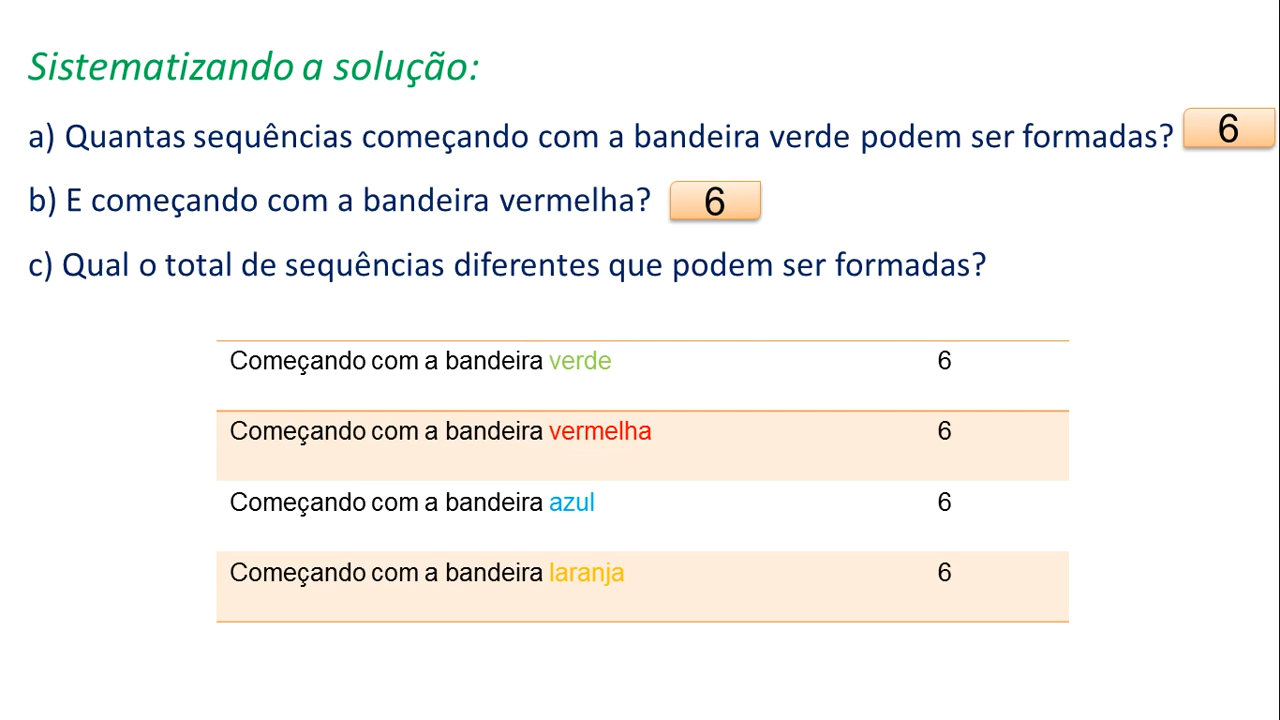 Sistematizando a solução:
a) Quantas sequências começando com a bandeira verde podem ser formadas? 6
b) E começando com a bandeira vermelha? 6
c) Qual o total de sequências diferentes que podem ser formadas?
Começando com a bandeira verde 6
Começando com a bandeira vermelha 6
Começando com a bandeira azul 6
Começando com a bandeira laranja 6